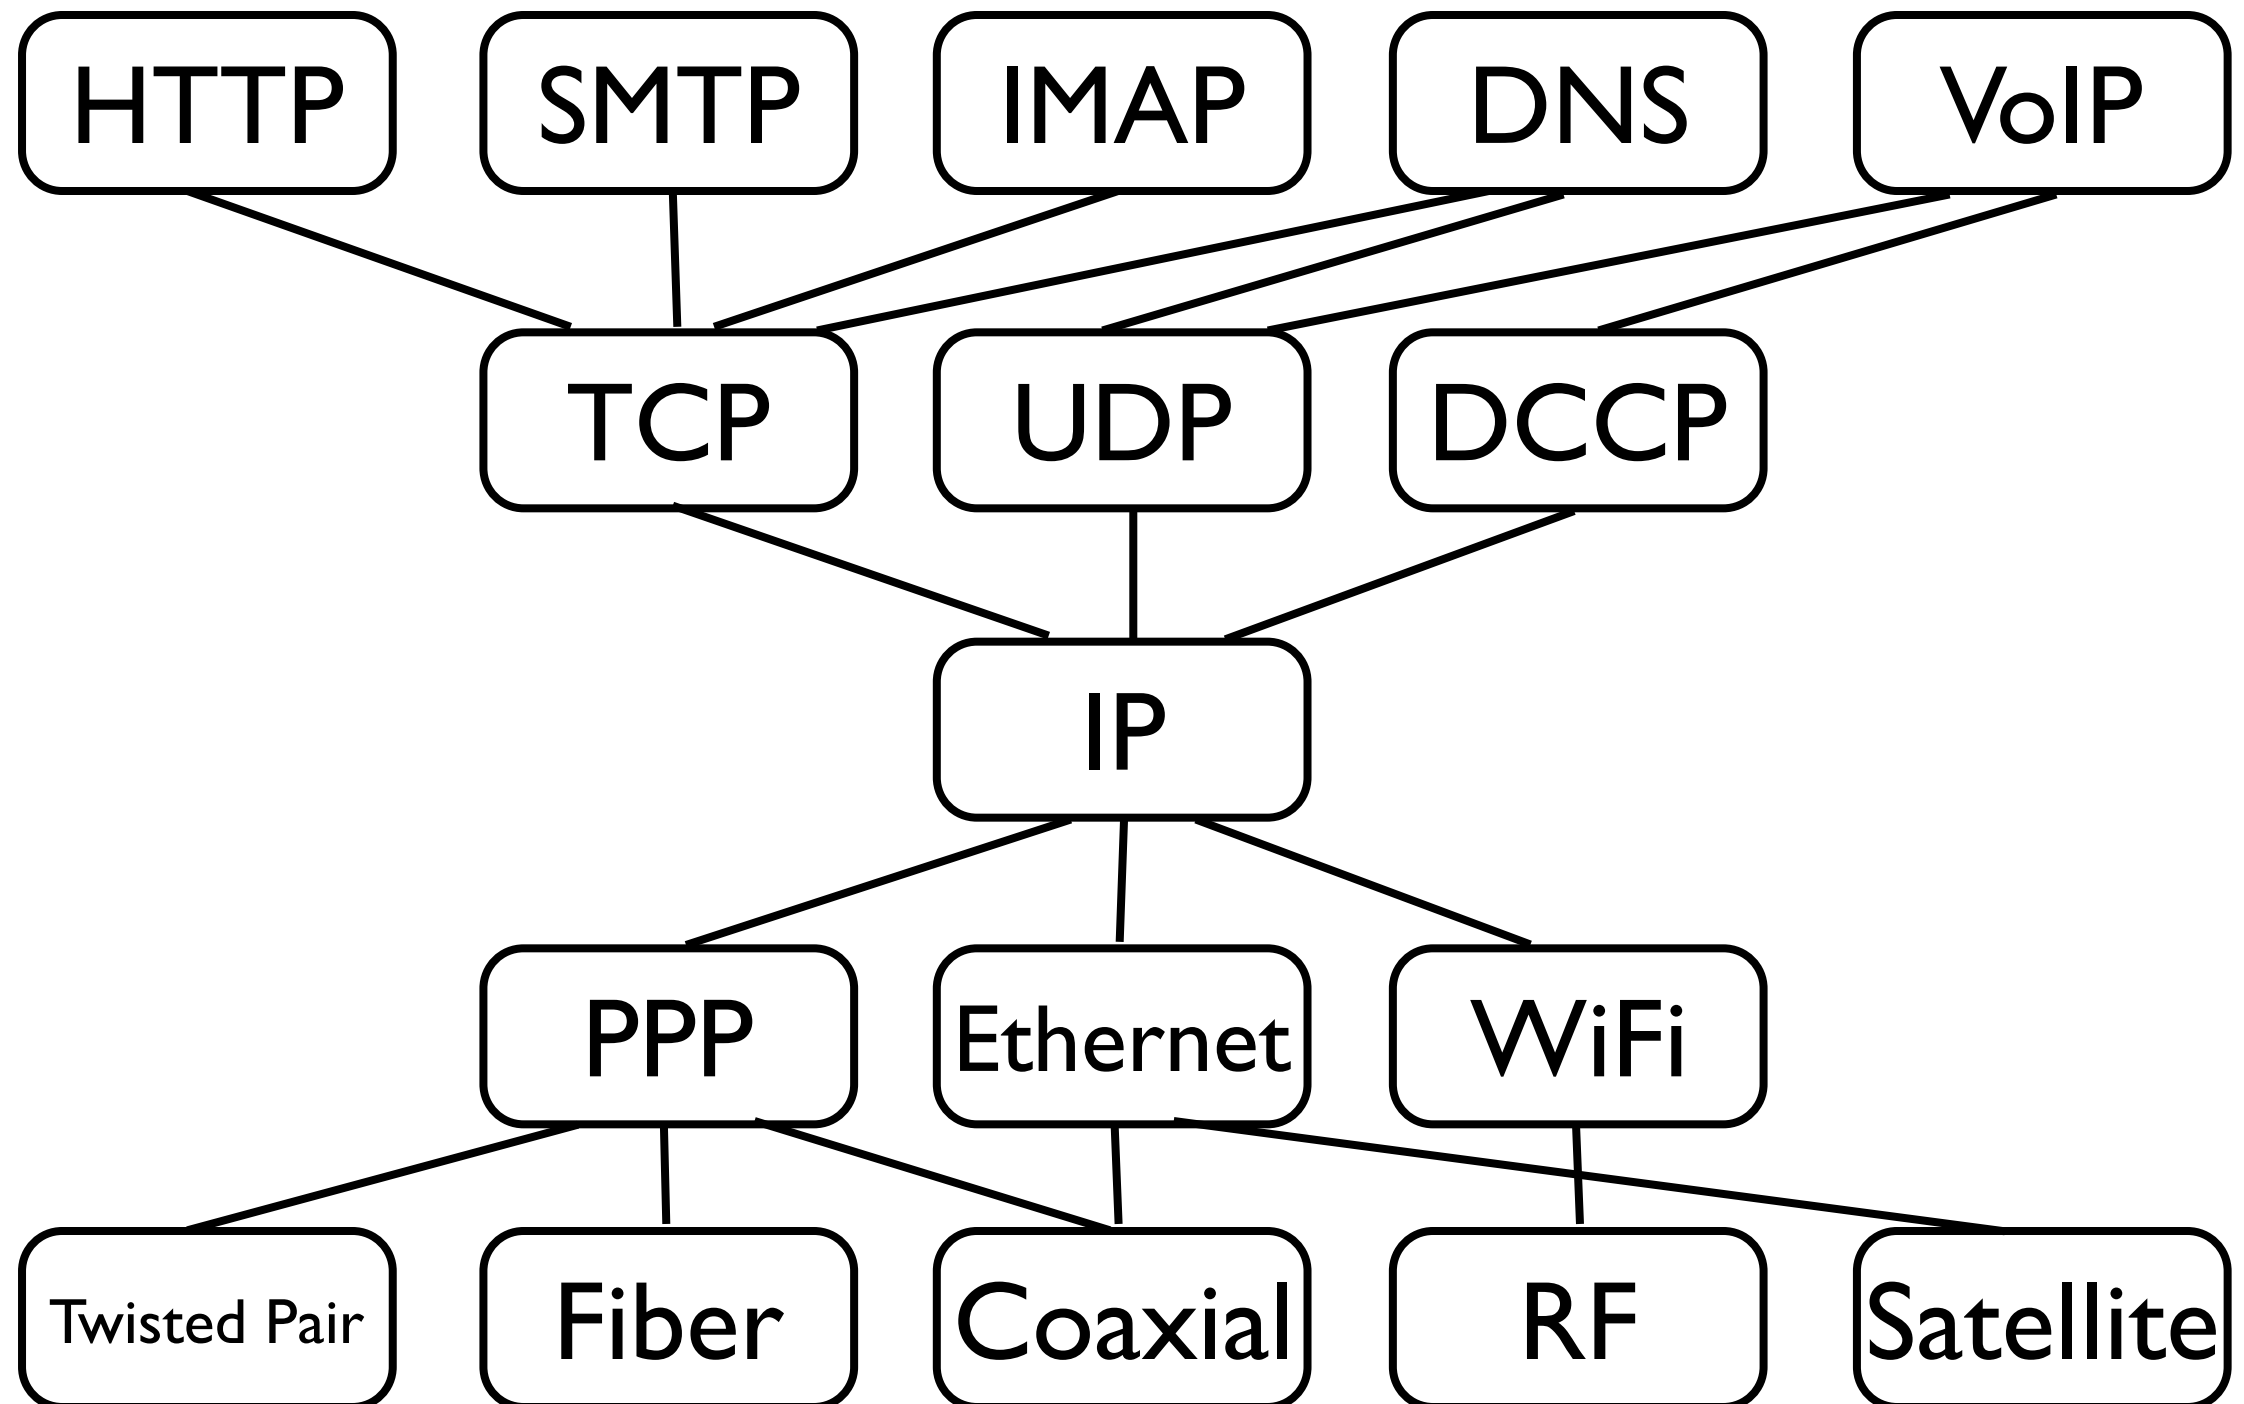 HTTP
SMTP
IMAP
DNS
VoIP
TCP
UDP
DCCP
IP
PPP
Ethernet
WiFi
Twisted Pair
Fiber
Coaxial
RF
Satellite